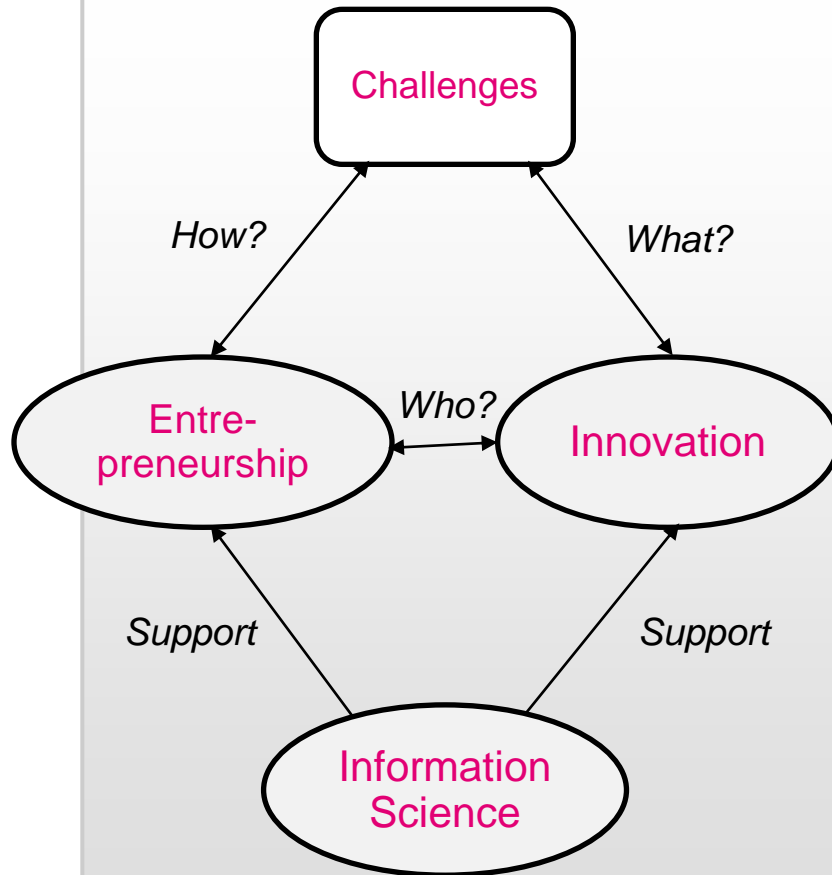 Challenges
How?
What?
Who?
Entre-
preneurship
Innovation
Support
Support
Information
Science